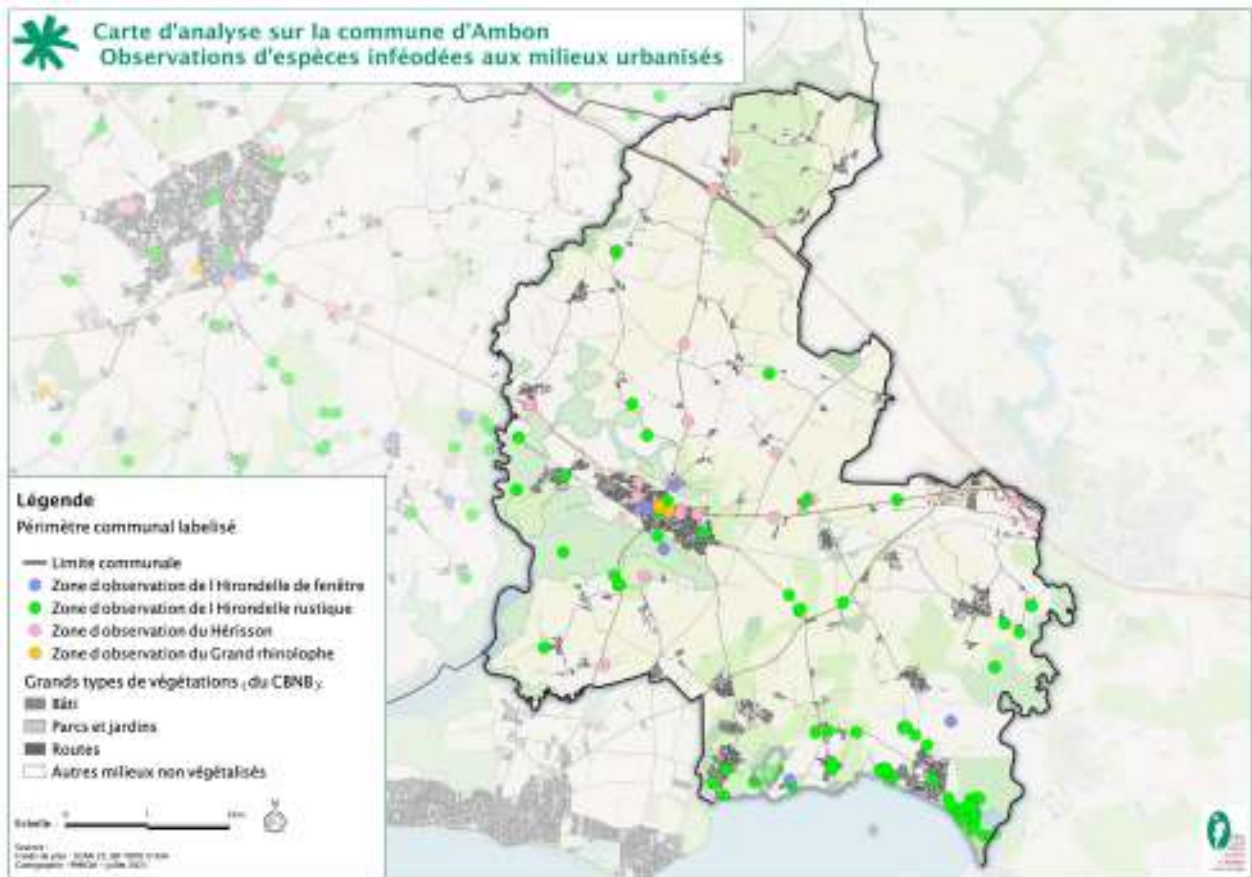 Carte d'analyse sur la commune d'Ambon
Observations d'espèces inféodées aux milieux urbanisés
Légende
Périmètre communal labelisé
Limite communale
Zone d observation de l Hirondelle de fenêtre
Zone d observation de l Hirondelle rustique
Zone d observation du Hérisson
Zone d observation du Grand rhinolophe
Grands types de végétations (du CBNB)
Bâti
Parcs et jardins
Routes
Autres milieux non végétalisés
Echelle :
0 1
N